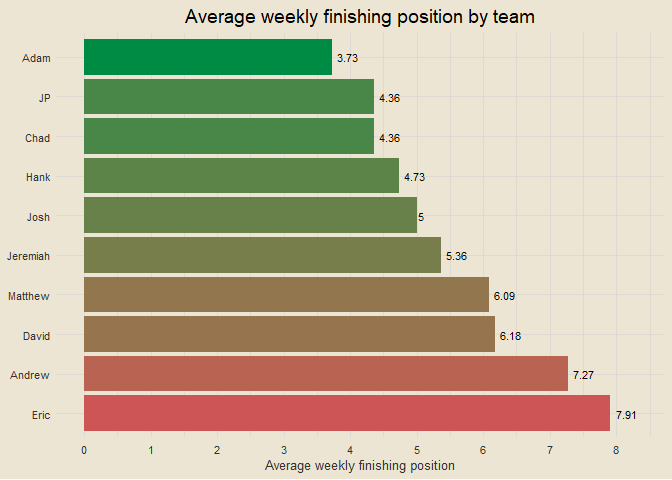 Average weekly finishing position by team
Adam 3.73
JP 4.36
Chad 4.36
Hank 4.73
Josh 5
Jeremiah 5.36
Matthew 6.09
David 6.18
Andrew 7.27
Eric 7.91
0 1 2 3 4 5 6 7 8
Average weekly finishing position